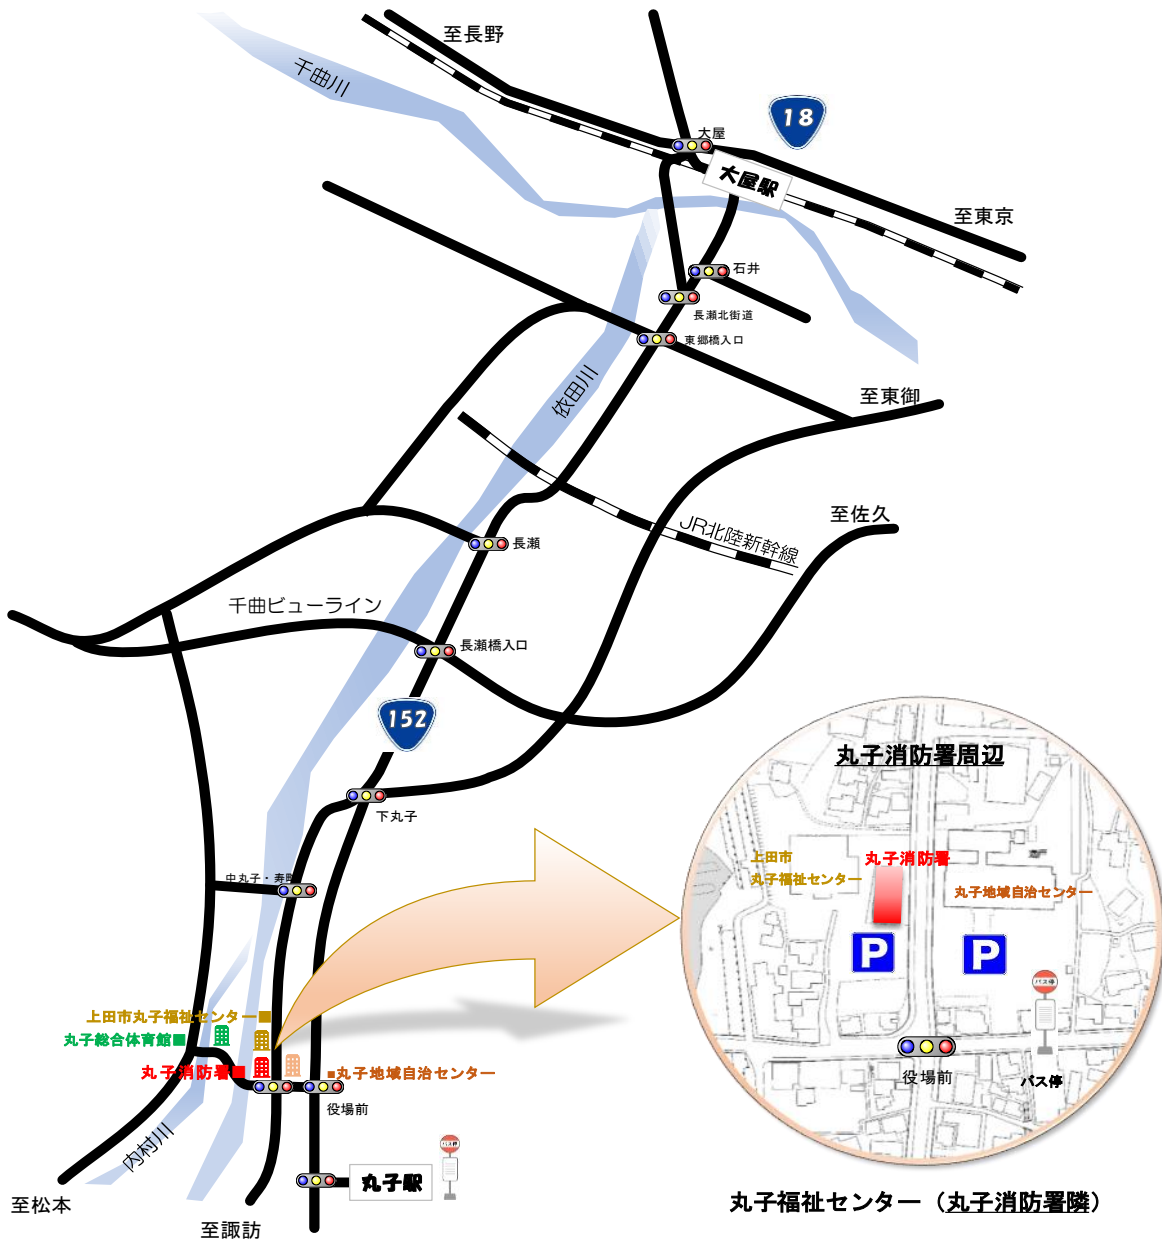 至長野
千曲川
18
大屋
大屋駅
至東京
石井
長瀬北街道
東郷橋入口
依田川
至東御
至佐久
JR北陸新幹線
長瀬
千曲ビューライン
長瀬橋入口
152
下丸子
中丸子・寿町
丸子消防署周辺
上田市
丸子福祉センター
丸子消防署
丸子地域自治センター
P
P
バス停
役場前
バス停
上田市丸子福祉センター■
丸子総合体育館■
丸子消防署■
■丸子地域自治センター
役場前
内村川
バス停
丸子駅
至松本
至諏訪
丸子福祉センター（丸子消防署隣）